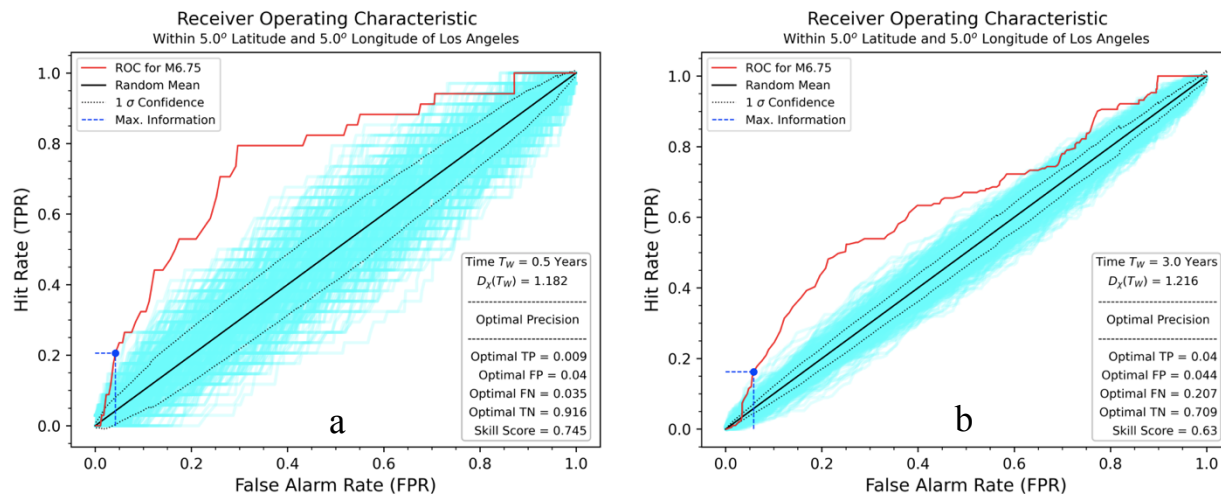 Receiver Operating Characteristic
Within 5.0° Latitude and 5.0° Longitude of Los Angeles
ROC for M6.75
Random Mean
1 σ Confidence
Max. Information
1.0
0.8
0.6
0.4
0.2
0.0
Hit Rate (TPR)
Time T_W = 0.5 Years
D_χ(T_W) = 1.182
Optimal Precision
Optimal TP = 0.009
Optimal FP = 0.04
Optimal FN = 0.035
Optimal TN = 0.916
Skill Score = 0.745
a
0.0 0.2 0.4 0.6 0.8 1.0
False Alarm Rate (FPR)
Receiver Operating Characteristic
Within 5.0° Latitude and 5.0° Longitude of Los Angeles
ROC for M6.75
Random Mean
1 σ Confidence
Max. Information
1.0
0.8
0.6
0.4
0.2
0.0
Hit Rate (TPR)
Time T_W = 3.0 Years
D_χ(T_W) = 1.216
Optimal Precision
Optimal TP = 0.04
Optimal FP = 0.044
Optimal FN = 0.207
Optimal TN = 0.709
Skill Score = 0.63
b
0.0 0.2 0.4 0.6 0.8 1.0
False Alarm Rate (FPR)